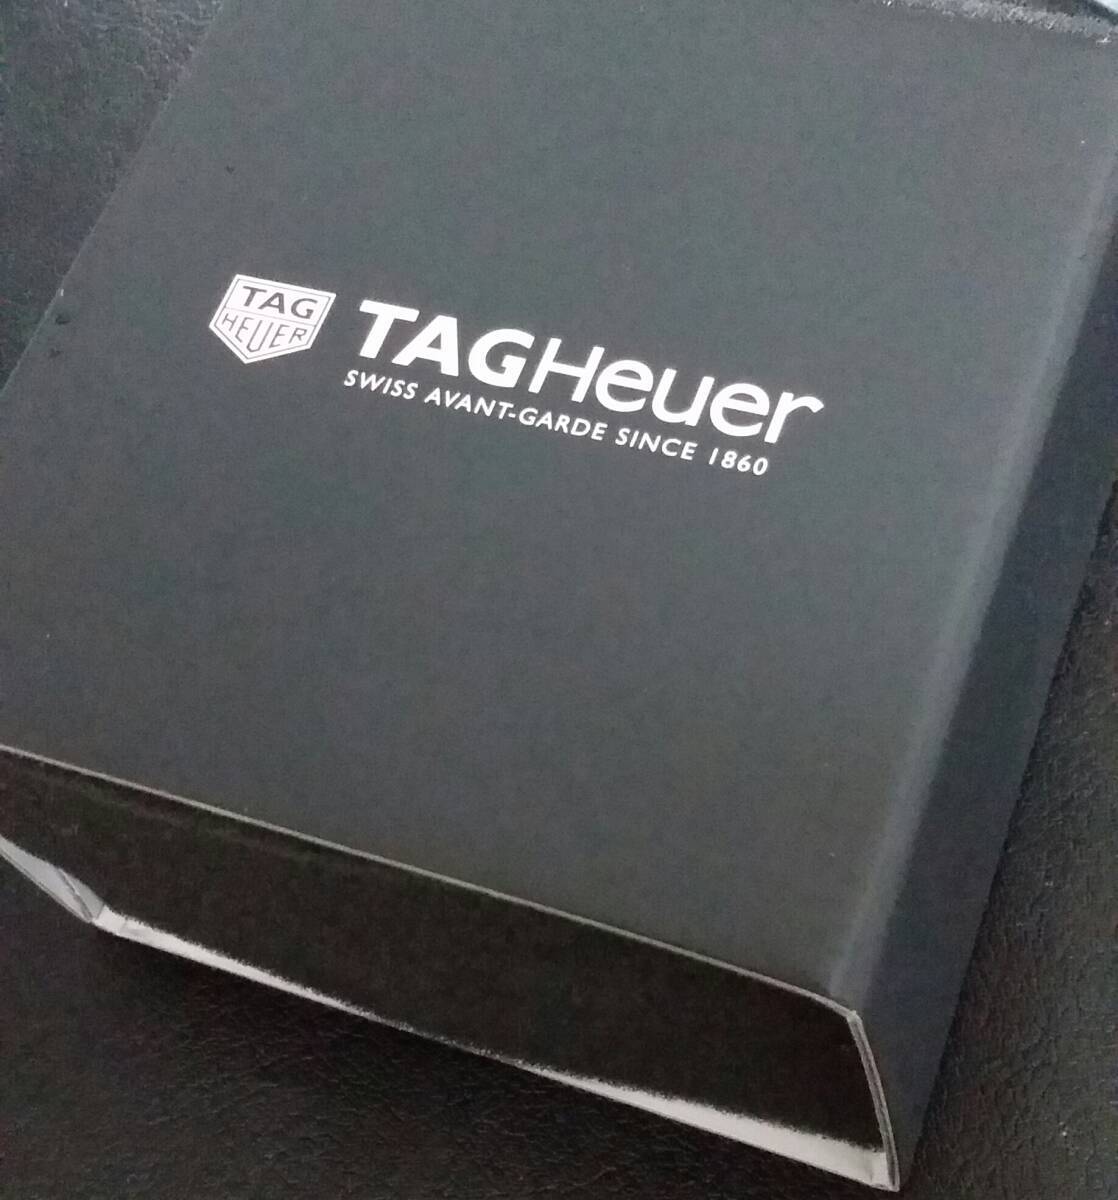 TAG
HEUER
TAGHeuer
SWISS AVANT-GARDE SINCE 1860